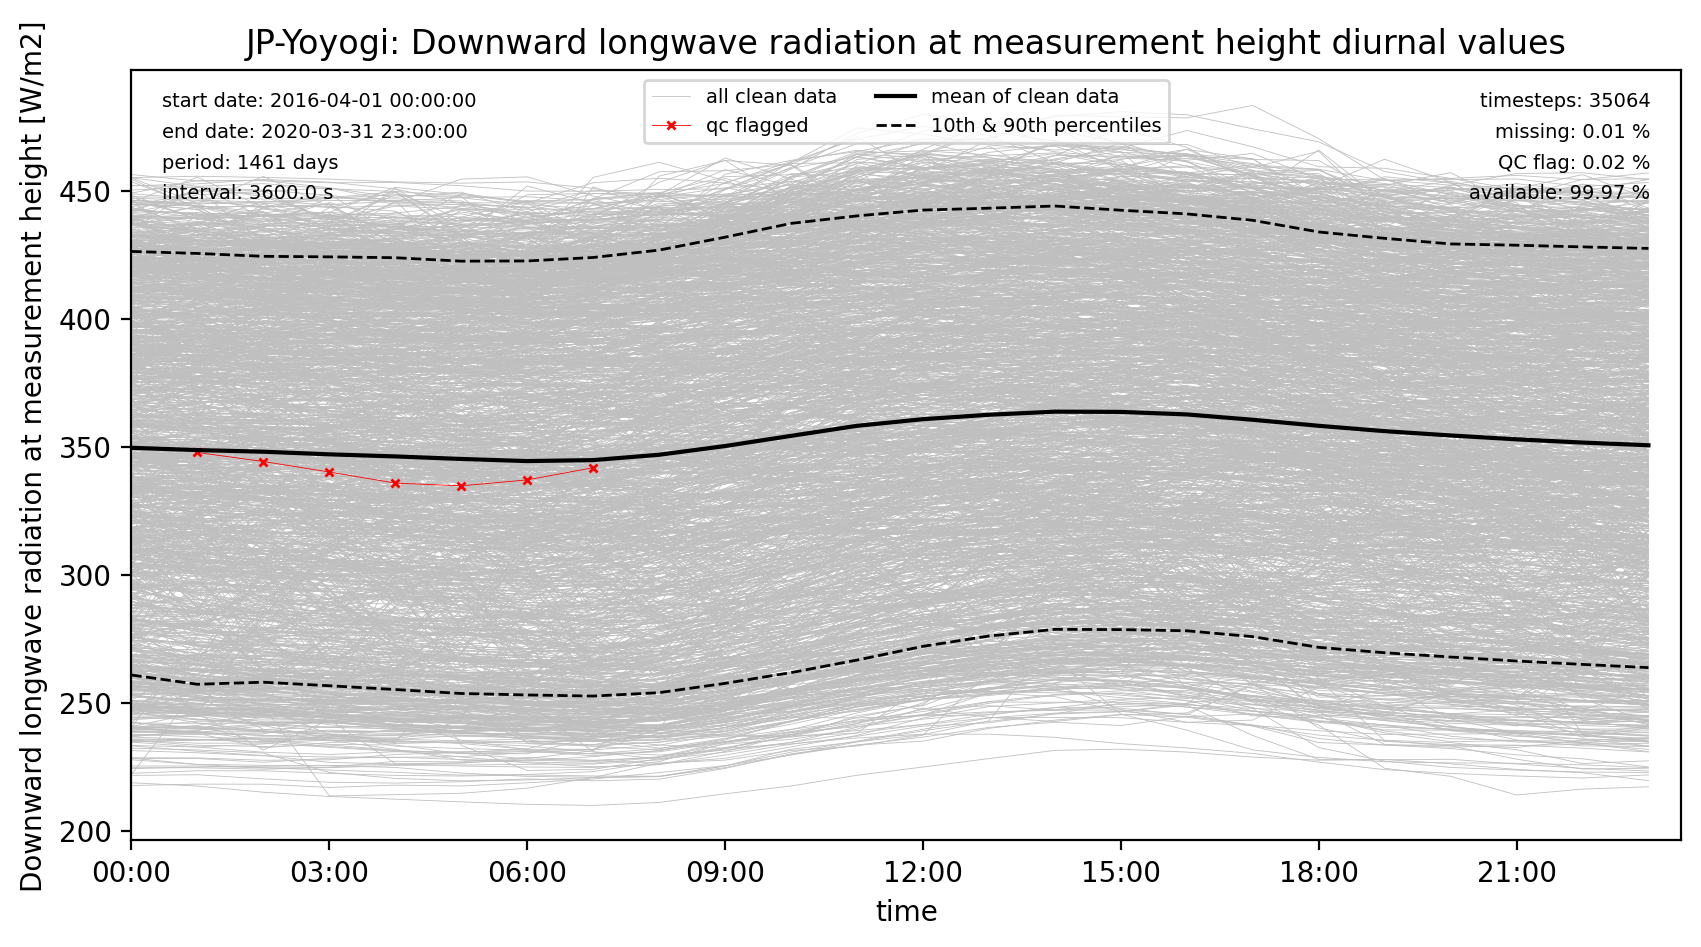 JP-Yoyogi: Downward longwave radiation at measurement height diurnal values
Downward longwave radiation at measurement height [W/m2]
start date: 2016-04-01 00:00:00
end date: 2020-03-31 23:00:00
period: 1461 days
interval: 3600.0 s
all clean data
qc flagged
mean of clean data
10th & 90th percentiles
timesteps: 35064
missing: 0.01 %
QC flag: 0.02 %
available: 99.97 %
450
400
350
300
250
200
00:00 03:00 06:00 09:00 12:00 15:00 18:00 21:00
time